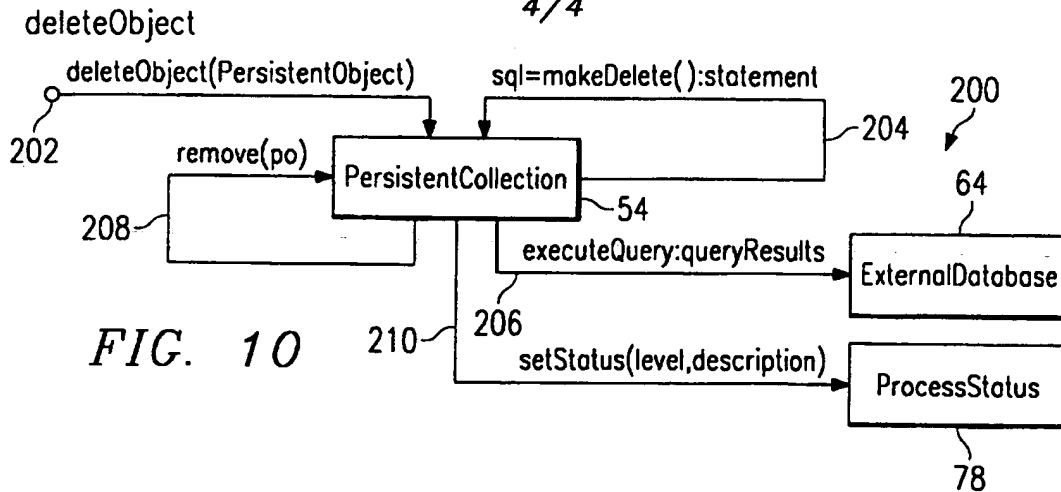 4/4
deleteObject
deleteObject(PersistentObject)
sql=makeDelete():statement
200
202
204
remove(po)
PersistentCollection
54
64
208
executeQuery:queryResults
ExternalDatabase
206
FIG. 10
210
setStatus(level,description)
ProcessStatus
78